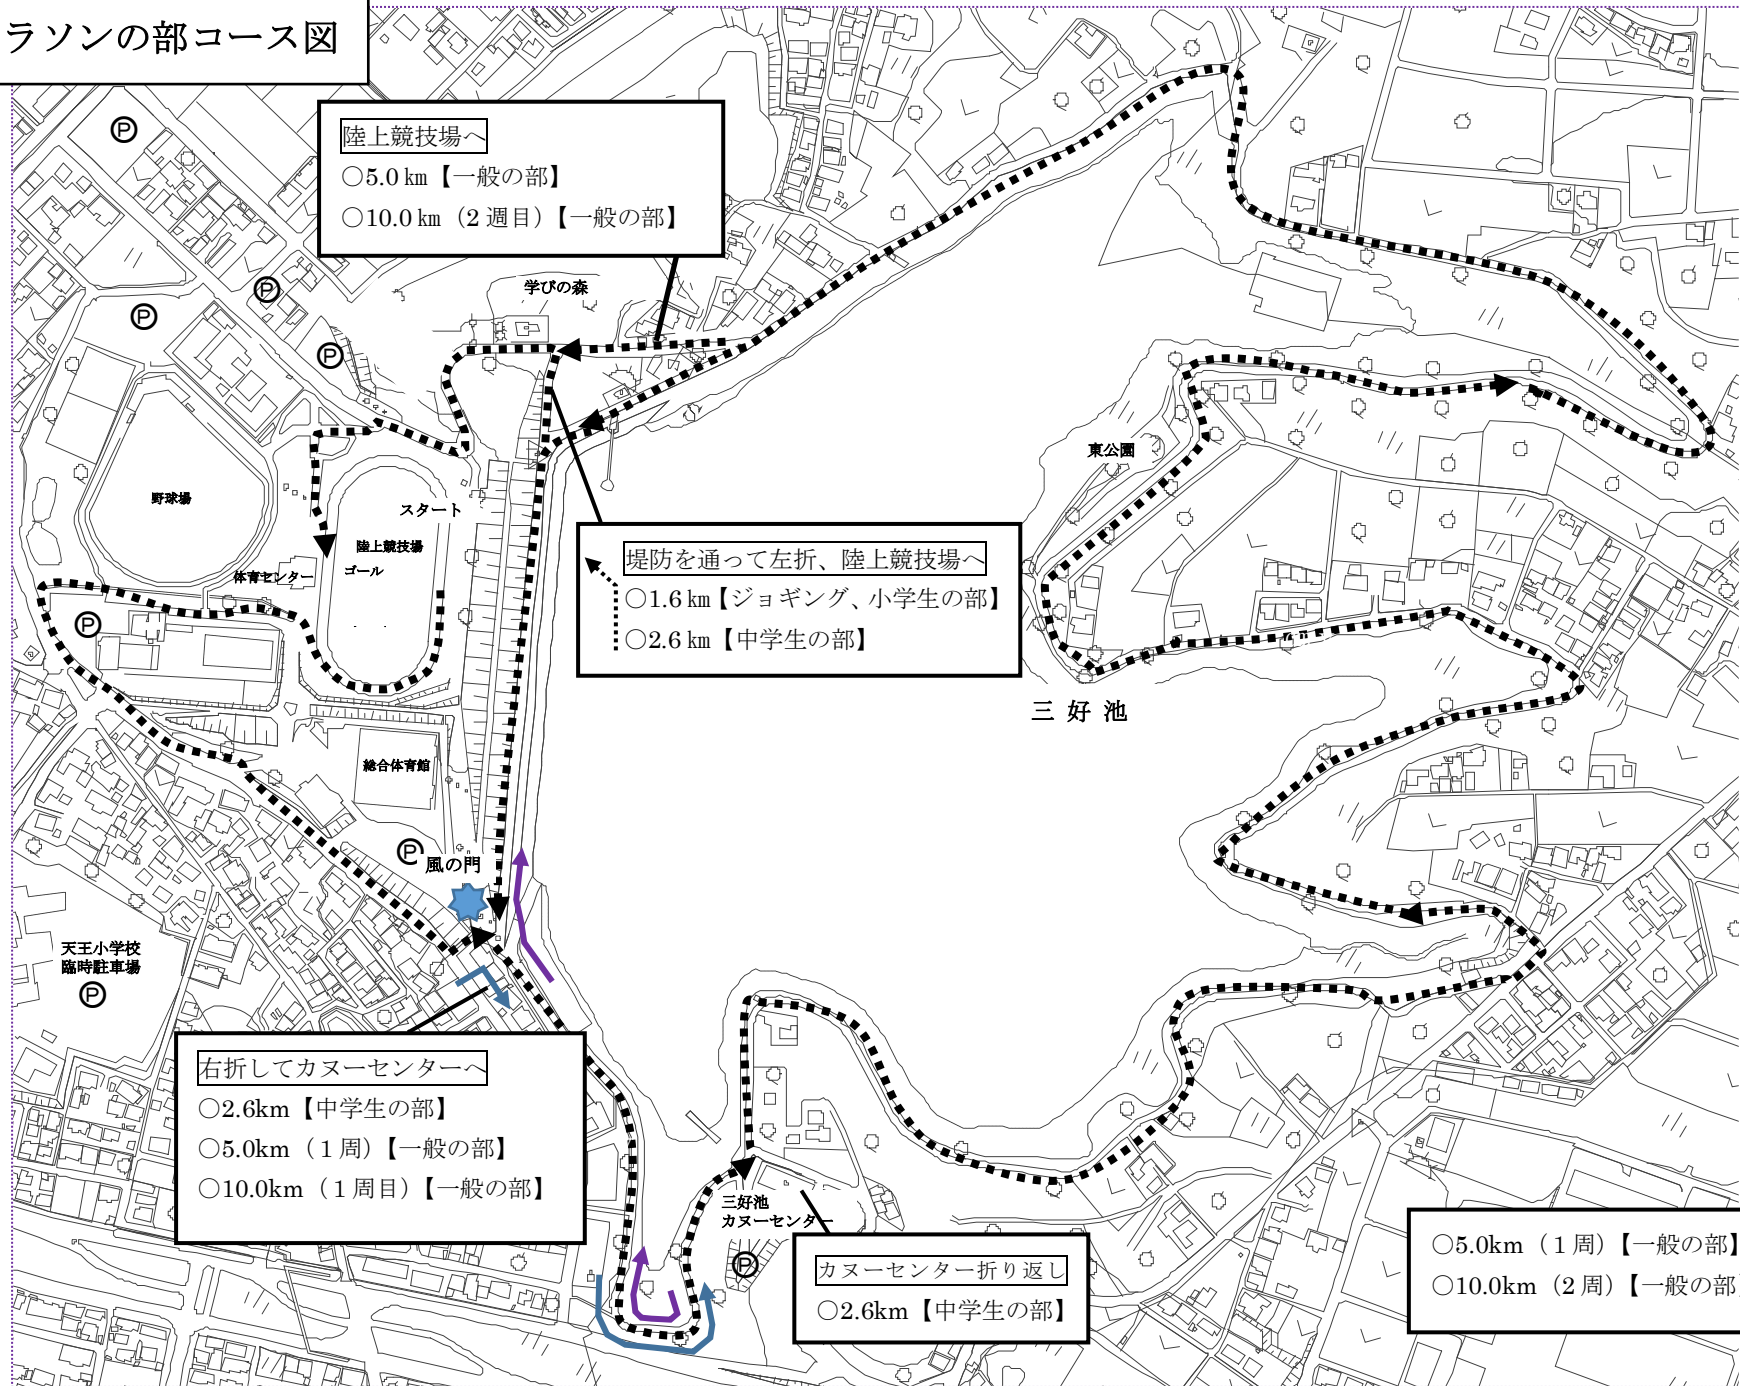 ラソンの部コース図
陸上競技場へ
○5.0㎞【一般の部】
○10.0㎞（2週目）【一般の部】
学びの森
Ⓟ
Ⓟ
Ⓟ
Ⓟ
東公園
野球場
スタート
陸上競技場
ゴール
体育センター
堤防を通って左折、陸上競技場へ
○1.6㎞【ジョギング、小学生の部】
○2.6㎞【中学生の部】
Ⓟ
三好池
総合体育館
Ⓟ
風の門
天王小学校
臨時駐車場
Ⓟ
右折してカヌーセンターへ
○2.6km【中学生の部】
○5.0km（1周）【一般の部】
○10.0km（1周目）【一般の部】
三好池
カヌーセンター
Ⓟ
カヌーセンター折り返し
○2.6km【中学生の部】
○5.0km（1周）【一般の部】
○10.0km（2周）【一般の部